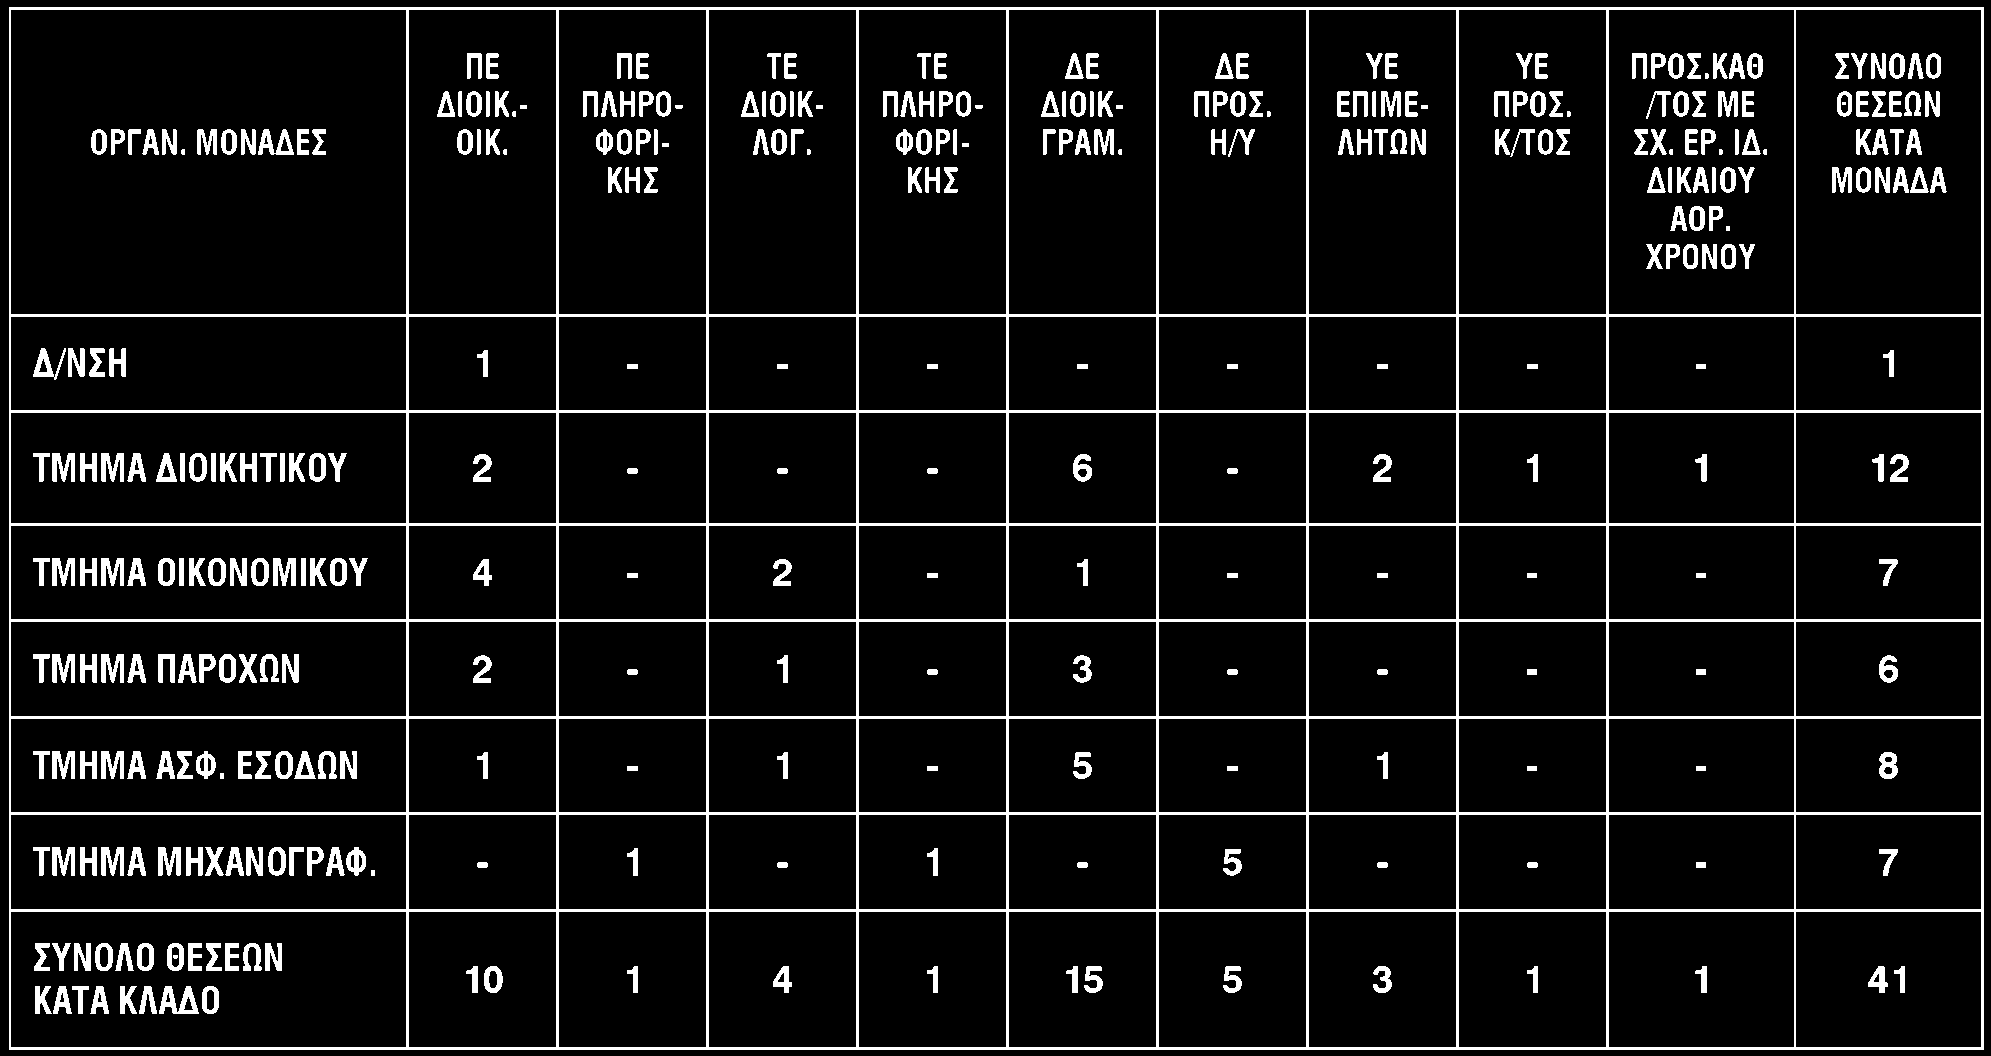 ΟΡΓΑΝ. ΜΟΝΑΔΕΣ
ΠΕ
ΔΙΟΙΚ.-
ΟΙΚ.
ΠΕ
ΠΛΗΡΟ-
ΦΟΡΙ-
ΚΗΣ
ΤΕ
ΔΙΟΙΚ-
ΛΟΓ.
ΤΕ
ΠΛΗΡΟ-
ΦΟΡΙ-
ΚΗΣ
ΔΕ
ΔΙΟΙΚ-
ΓΡΑΜ.
ΔΕ
ΠΡΟΣ.
Η/Υ
ΥΕ
ΕΠΙΜΕ-
ΛΗΤΩΝ
ΥΕ
ΠΡΟΣ.
Κ/ΤΟΣ
ΠΡΟΣ.ΚΑΘ
/ΤΟΣ ΜΕ
ΣΧ. ΕΡ. ΙΔ.
ΔΙΚΑΙΟΥ
ΑΟΡ.
ΧΡΟΝΟΥ
ΣΥΝΟΛΟ
ΘΕΣΕΩΝ
ΚΑΤΑ
ΜΟΝΑΔΑ
Δ/ΝΣΗ 1 - - - - - - - - 1
ΤΜΗΜΑ ΔΙΟΙΚΗΤΙΚΟΥ 2 - - - 6 - 2 1 1 12
ΤΜΗΜΑ ΟΙΚΟΝΟΜΙΚΟΥ 4 - 2 - 1 - - - - 7
ΤΜΗΜΑ ΠΑΡΟΧΩΝ 2 - 1 - 3 - - - - 6
ΤΜΗΜΑ ΑΣΦ. ΕΣΟΔΩΝ 1 - 1 - 5 - 1 - - 8
ΤΜΗΜΑ ΜΗΧΑΝΟΓΡΑΦ. - 1 - 1 - 5 - - - 7
ΣΥΝΟΛΟ ΘΕΣΕΩΝ
ΚΑΤΑ ΚΛΑΔΟ 10 1 4 1 15 5 3 1 1 41